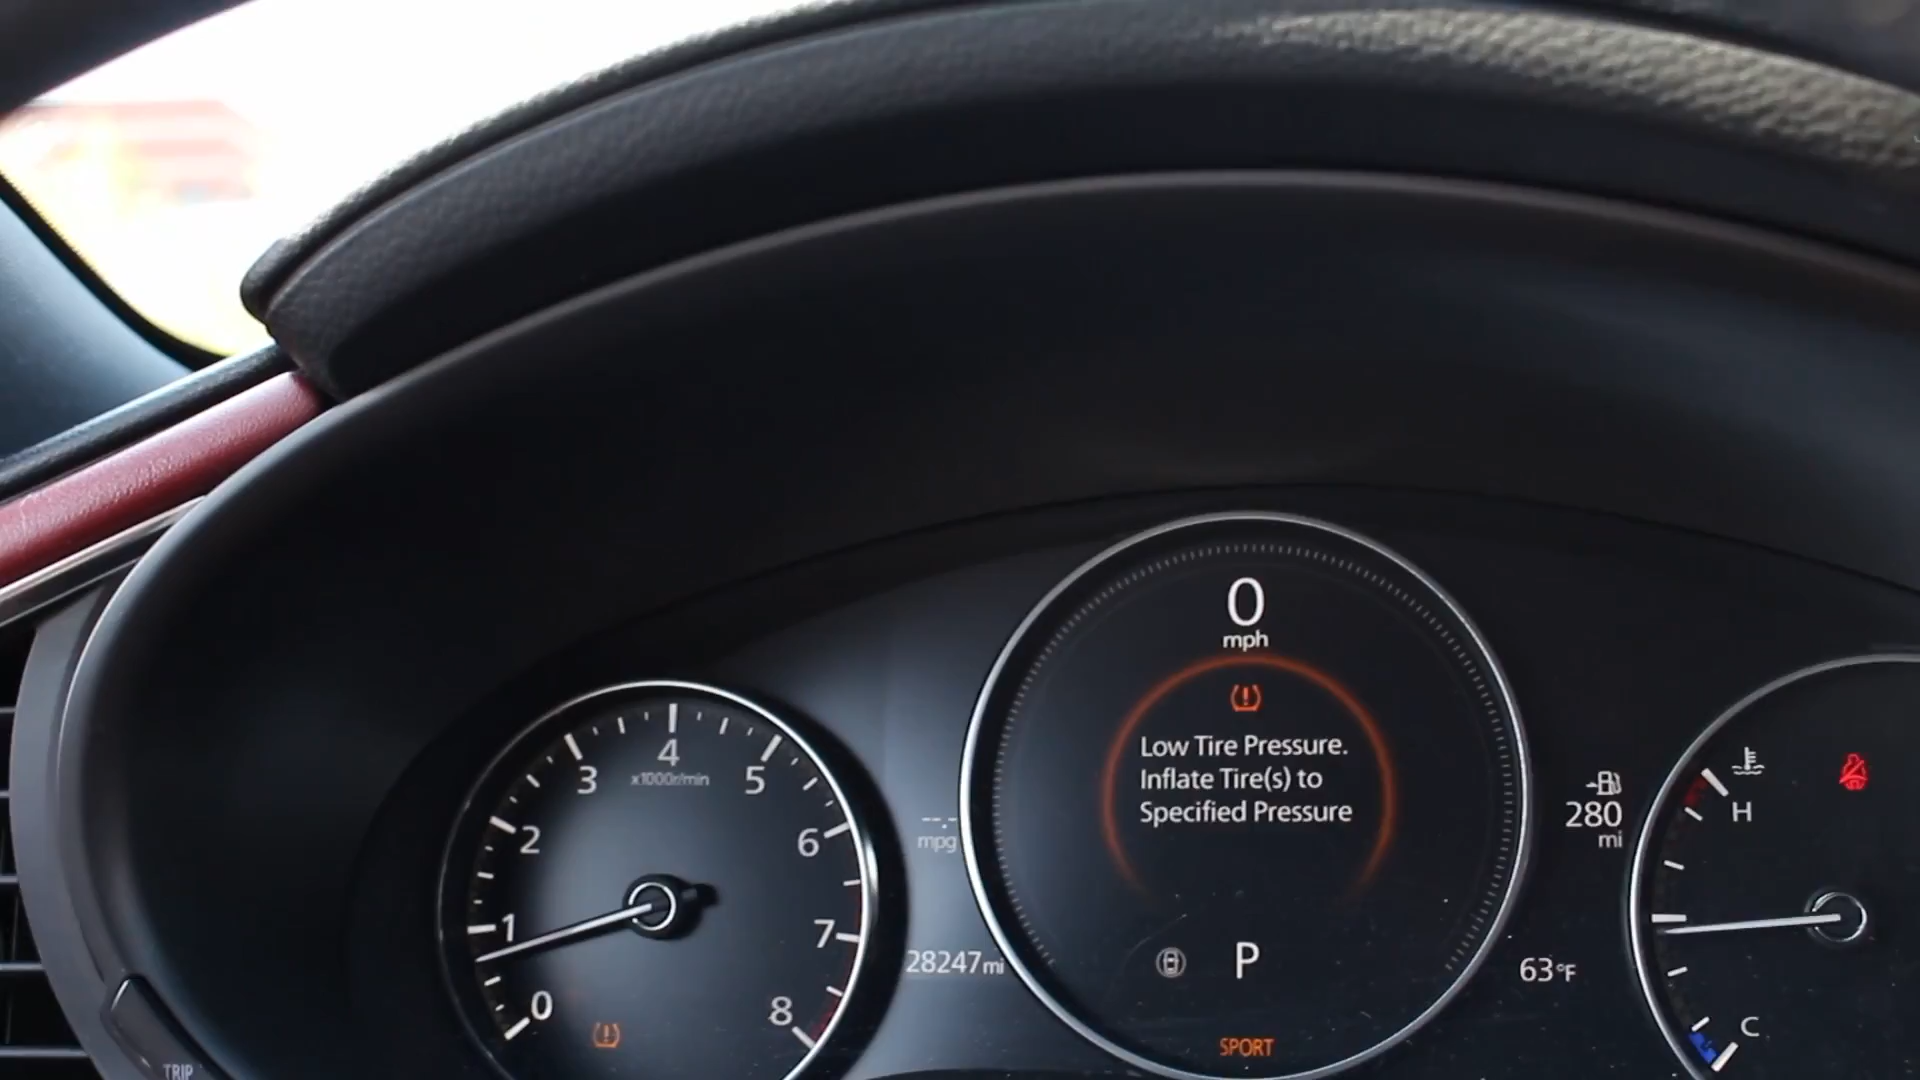 0
mph
Low Tire Pressure.
Inflate Tire(s) to
Specified Pressure
P
SPORT
0
1
2
3
4
5
6
7
8
x1000r/min
--.-
mpg
28247mi
280
mi
63°F
H
C
TRIP